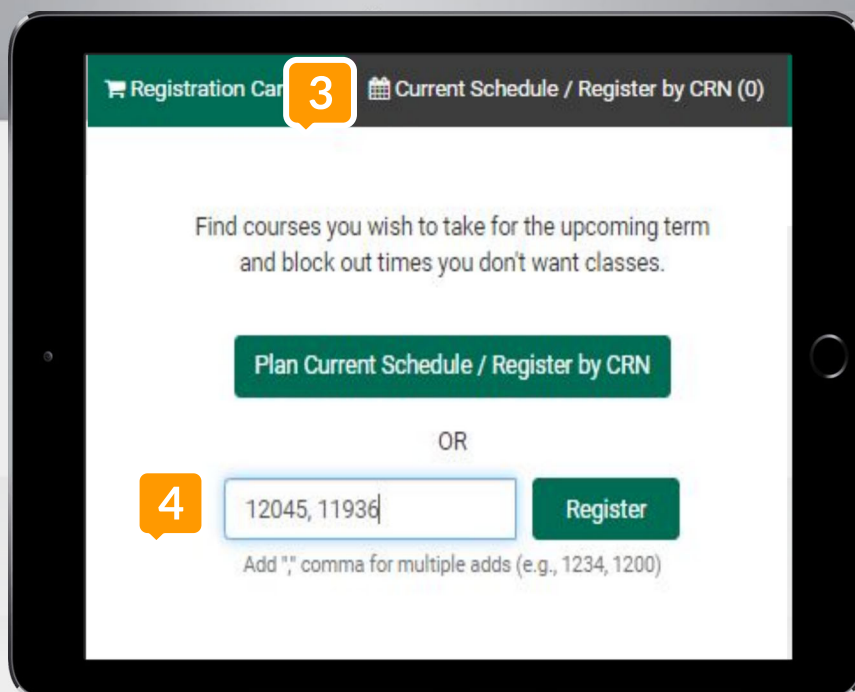 Registration Car
3
Current Schedule / Register by CRN (0)
Find courses you wish to take for the upcoming term
and block out times you don't want classes.
Plan Current Schedule / Register by CRN
OR
4
12045, 11936
Register
Add "," comma for multiple adds (e.g., 1234, 1200)